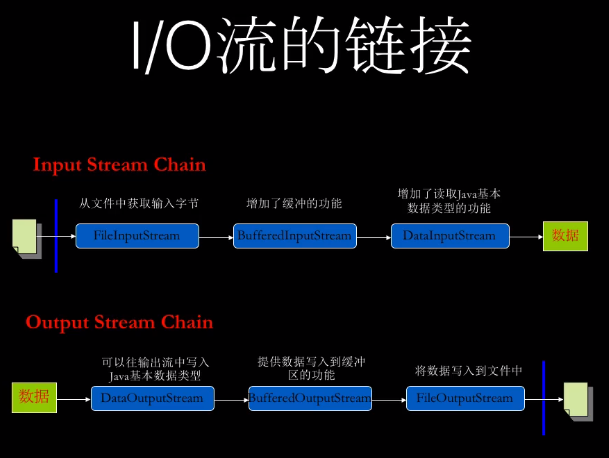 I/O流的链接
Input Stream Chain
从文件中获取输入字节
增加了缓冲的功能
增加了读取Java基本
数据类型的功能
FileInputStream
BufferedInputStream
DataInputStream
数据
Output Stream Chain
可以往输出流中写入
Java基本数据类型
提供数据写入到缓冲
区的功能
将数据写入到文件中
数据
DataOutputStream
BufferedOutputStream
FileOutputStream